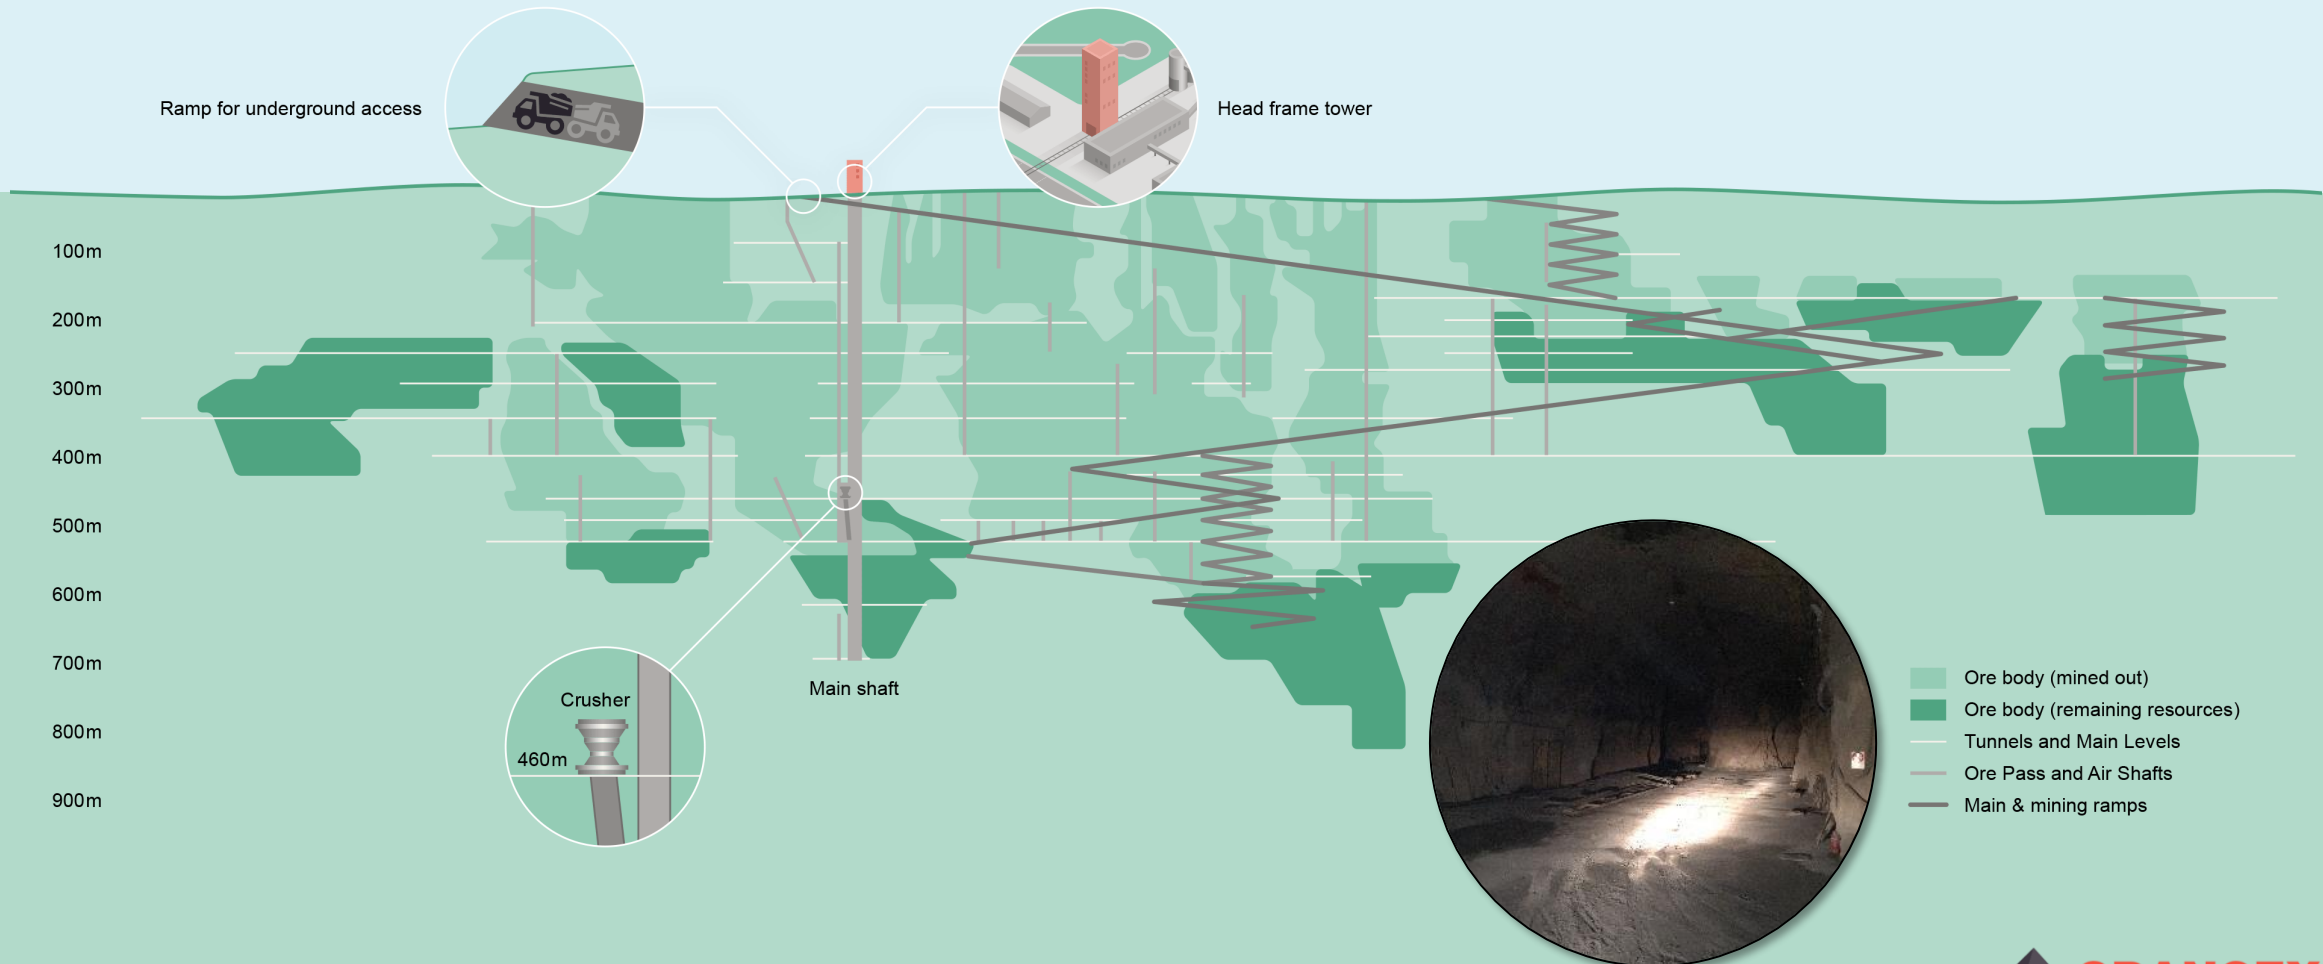 Ramp for underground access
Head frame tower
100m
200m
300m
400m
500m
600m
700m
800m
900m
Crusher
460m
Main shaft
Ore body (mined out)
Ore body (remaining resources)
Tunnels and Main Levels
Ore Pass and Air Shafts
Main & mining ramps